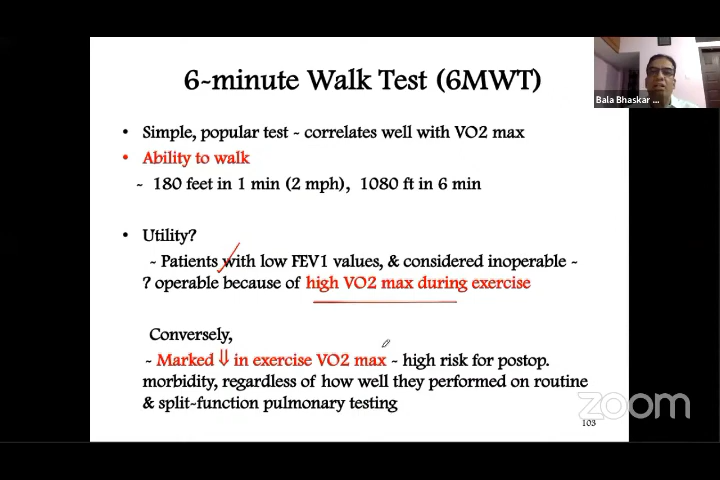 6-minute Walk Test (6MWT)
Bala Bhaskar ...
• Simple, popular test - correlates well with VO2 max
• Ability to walk
- 180 feet in 1 min (2 mph), 1080 ft in 6 min
• Utility?
- Patients with low FEV1 values, & considered inoperable -
? operable because of high VO2 max during exercise
Conversely,
- Marked ⇓ in exercise VO2 max - high risk for postop.
morbidity, regardless of how well they performed on routine
& split-function pulmonary testing
zoom
103